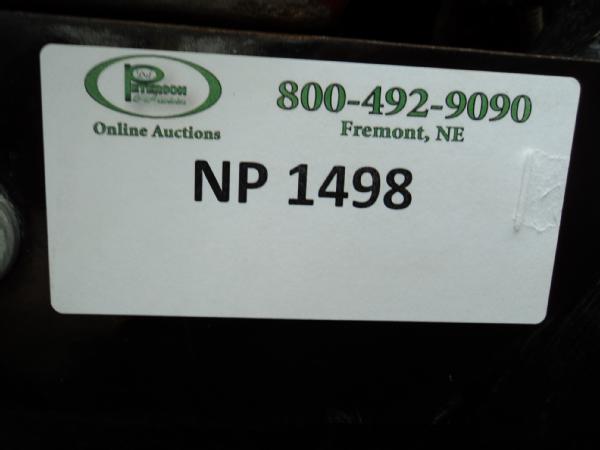 PETERSON
Online Auctions
800-492-9090
Fremont, NE
NP 1498